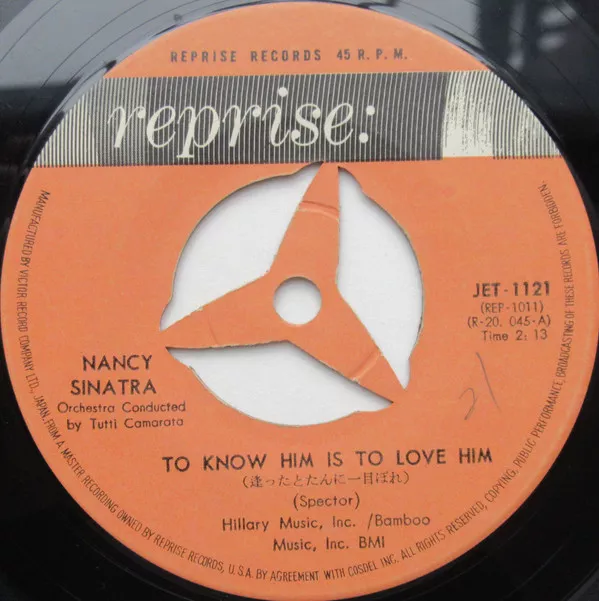 REPRISE RECORDS 45 R.P.M.
reprise:
JET-1121
(REP-1011)
(R-20. 045-A)
Time 2: 13
21
NANCY
SINATRA
Orchestra Conducted
by Tutti Camarata
TO KNOW HIM IS TO LOVE HIM
(逢ったとたんに一目ぼれ)
(Spector)
Hillary Music, Inc. /Bamboo
Music, Inc. BMI
MANUFACTURED BY VICTOR RECORD COMPANY LTD., JAPAN. FROM A MASTER RECORDING OWNED BY REPRISE RECORDS, U.S.A. BY AGREEMENT WITH COSDEL INC. ALL RIGHTS RESERVED, COPYING, PUBLIC PERFORMANCE, BROADCASTING OF THESE RECORDS ARE FORBIDDEN.